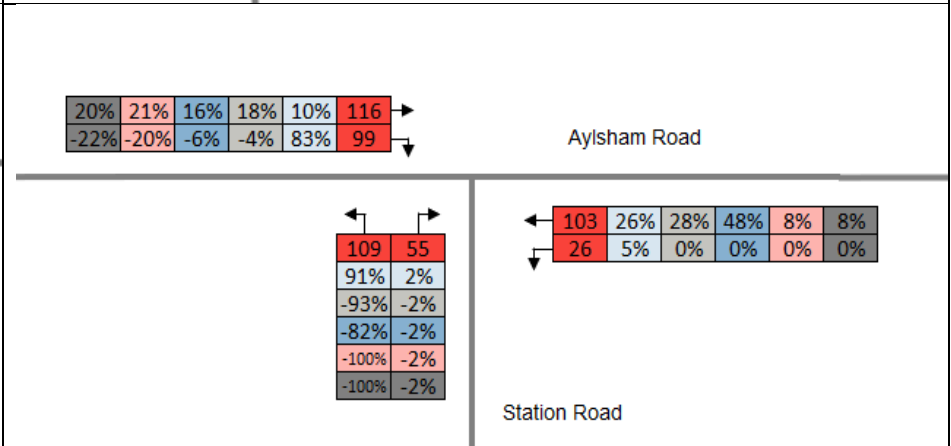 20% 21% 16% 18% 10% 116
-22% -20% -6% -4% 83% 99
Aylsham Road
103 26% 28% 48% 8% 8%
26 5% 0% 0% 0% 0%
109 55
91% 2%
-93% -2%
-82% -2%
-100% -2%
-100% -2%
Station Road